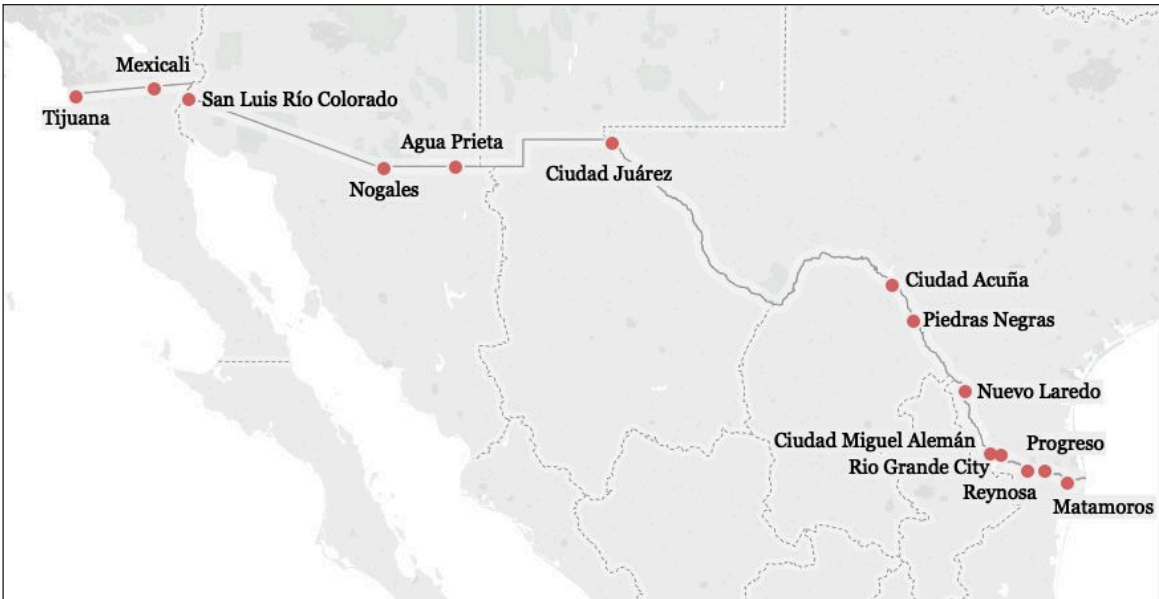 Mexicali
San Luis Río Colorado
Tijuana
Agua Prieta
Nogales
Ciudad Juárez
Ciudad Acuña
Piedras Negras
Nuevo Laredo
Ciudad Miguel Alemán
Progreso
Rio Grande City
Reynosa
Matamoros